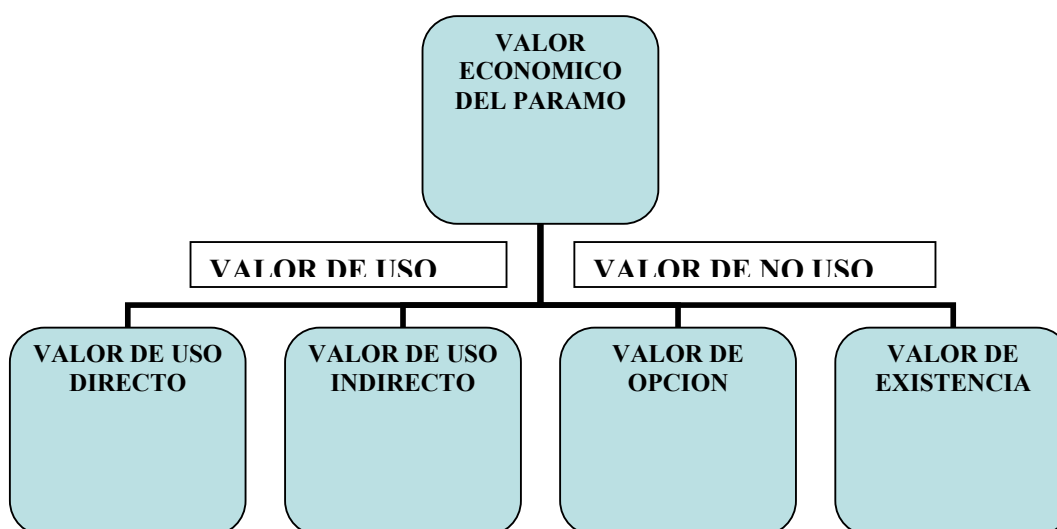 VALOR
ECONOMICO
DEL PARAMO
VALOR DE USO
VALOR DE NO USO
VALOR DE USO
DIRECTO
VALOR DE USO
INDIRECTO
VALOR DE
OPCION
VALOR DE
EXISTENCIA